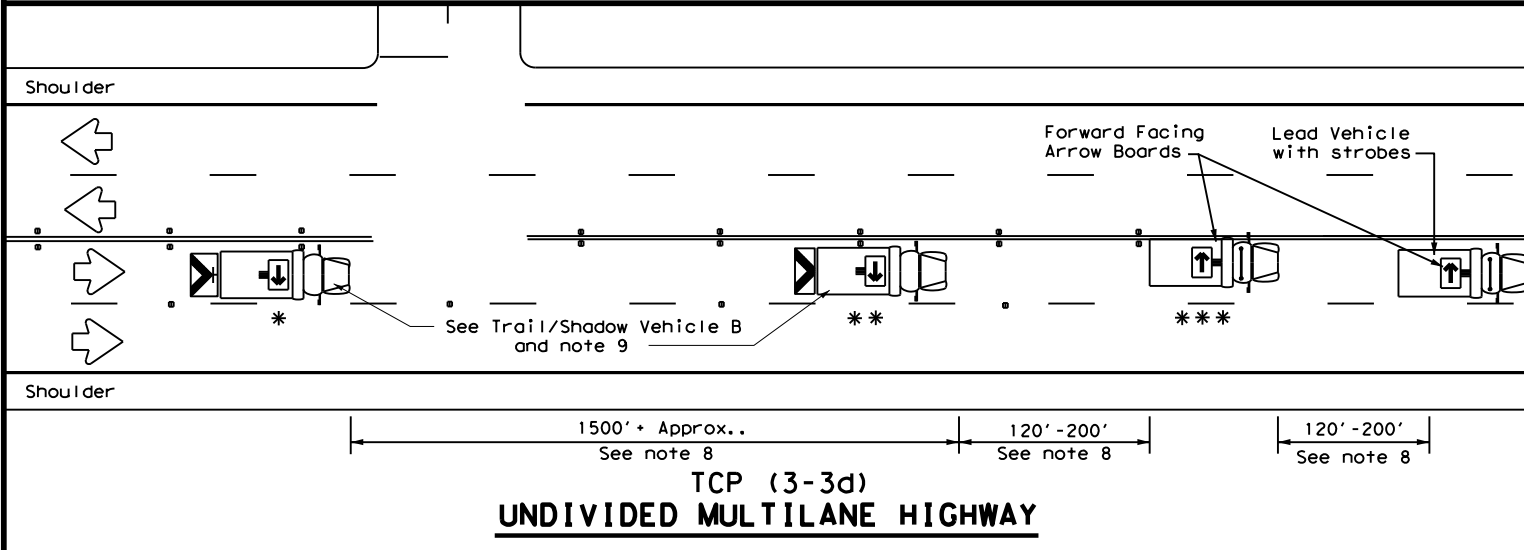 Shoulder
Forward Facing
Arrow Boards
Lead Vehicle
with strobes
*
**
***
See Trail/Shadow Vehicle B
and note 9
Shoulder
1500'+ Approx..
See note 8
120'-200'
See note 8
120'-200'
See note 8
TCP (3-3d)
UNDIVIDED MULTILANE HIGHWAY